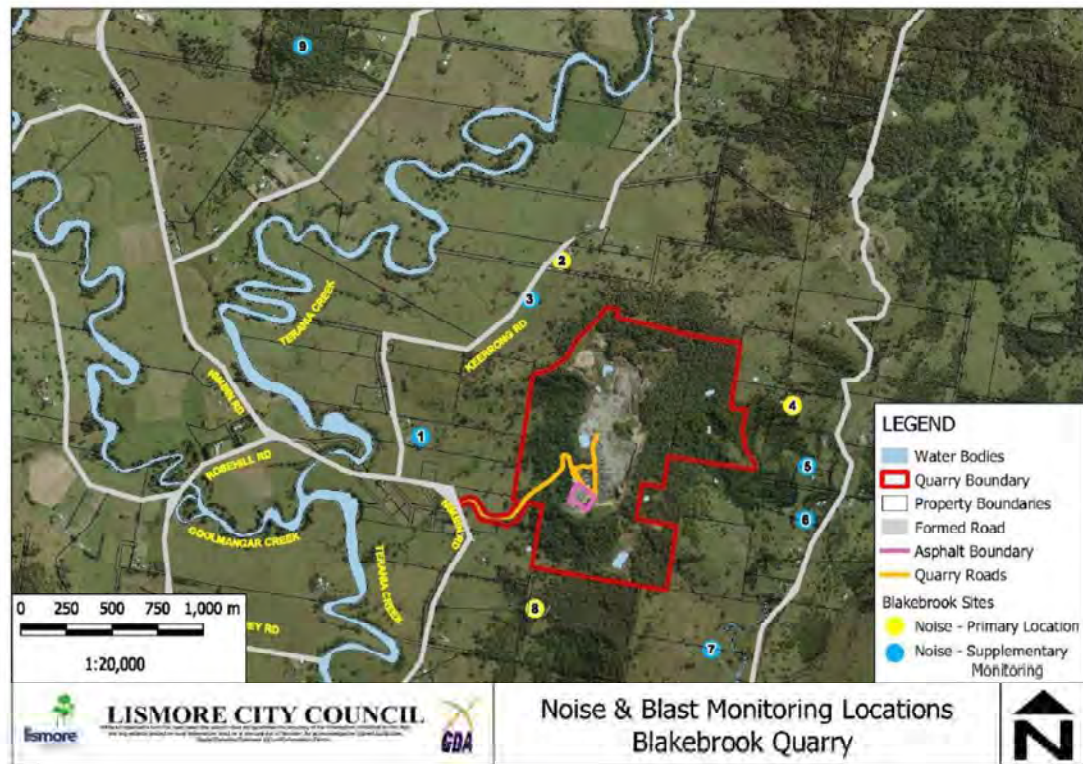 9
2
3
TERANIA CREEK
KEERRONG RD
NIMBIN RD
4
1
ROSEHILL RD
5
GOOLMANGAR CREEK
NIMBIN RD
6
TERANIA CREEK
8
EY RD
7
0 250 500 750 1,000 m
1:20,000
LEGEND
Water Bodies
Quarry Boundary
Property Boundaries
Formed Road
Asphalt Boundary
Quarry Roads
Blakebrook Sites
Noise - Primary Location
Noise - Supplementary
Monitoring
lismore
LISMORE CITY COUNCIL
GDA
Noise & Blast Monitoring Locations
Blakebrook Quarry
N